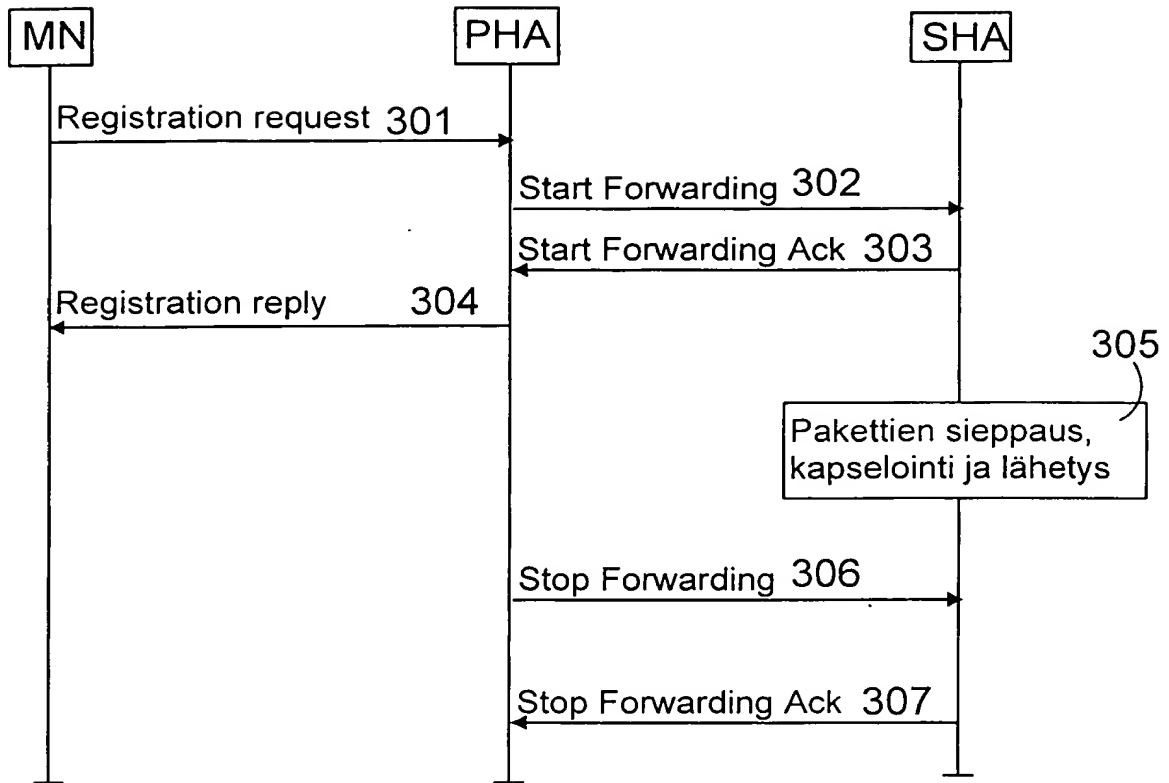 MN
PHA
SHA
Registration request 301
Start Forwarding 302
Start Forwarding Ack 303
Registration reply 304
305
Pakettien sieppaus,
kapselointi ja lähetys
Stop Forwarding 306
Stop Forwarding Ack 307